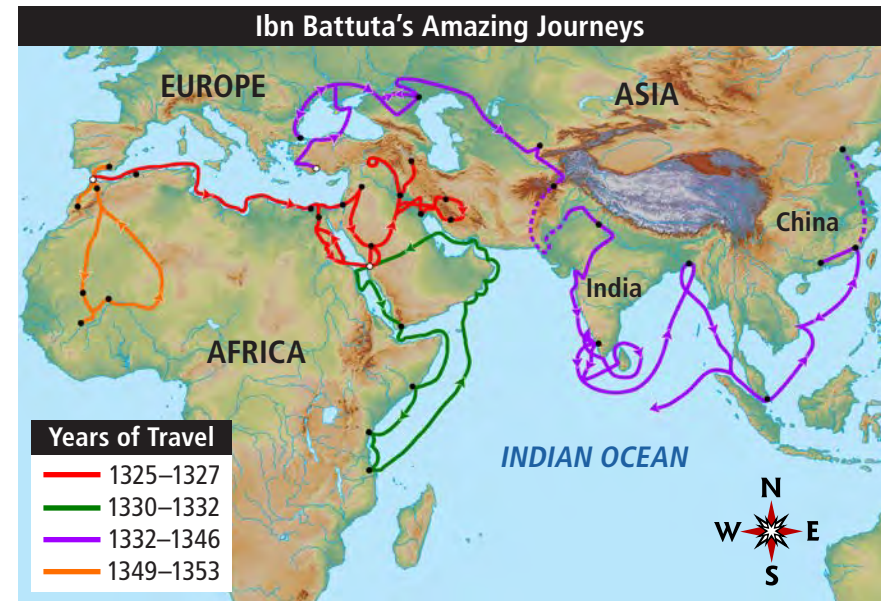 Ibn Battuta's Amazing Journeys
EUROPE
ASIA
China
India
AFRICA
INDIAN OCEAN
Years of Travel
1325–1327
1330–1332
1332–1346
1349–1353
N
W E
S